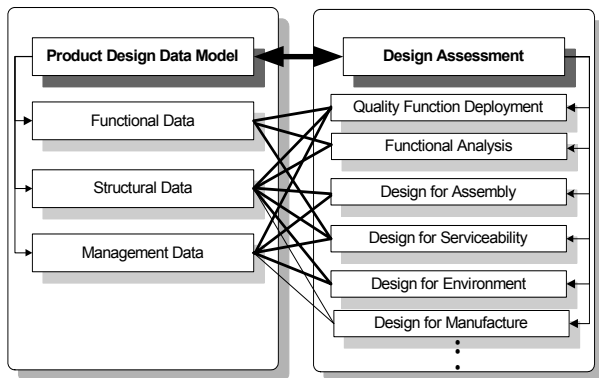 Product Design Data Model
Functional Data
Structural Data
Management Data
Design Assessment
Quality Function Deployment
Functional Analysis
Design for Assembly
Design for Serviceability
Design for Environment
Design for Manufacture